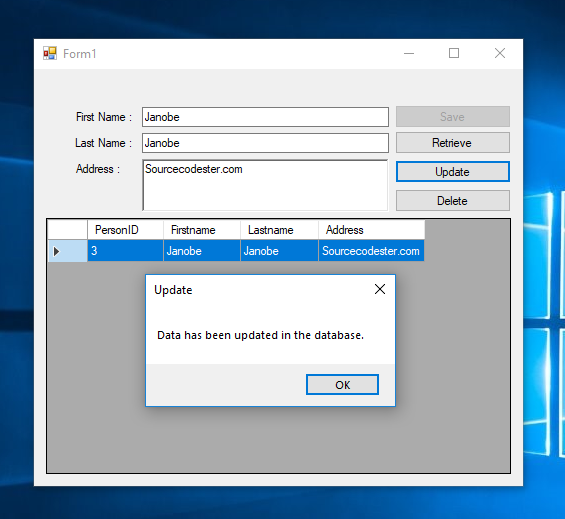 Form1
First Name : Janobe Save
Last Name : Janobe Retrieve
Address : Sourcecodester.com Update
Delete
PersonID Firstname Lastname Address
3 Janobe Janobe Sourcecodester.com
Update
Data has been updated in the database.
OK